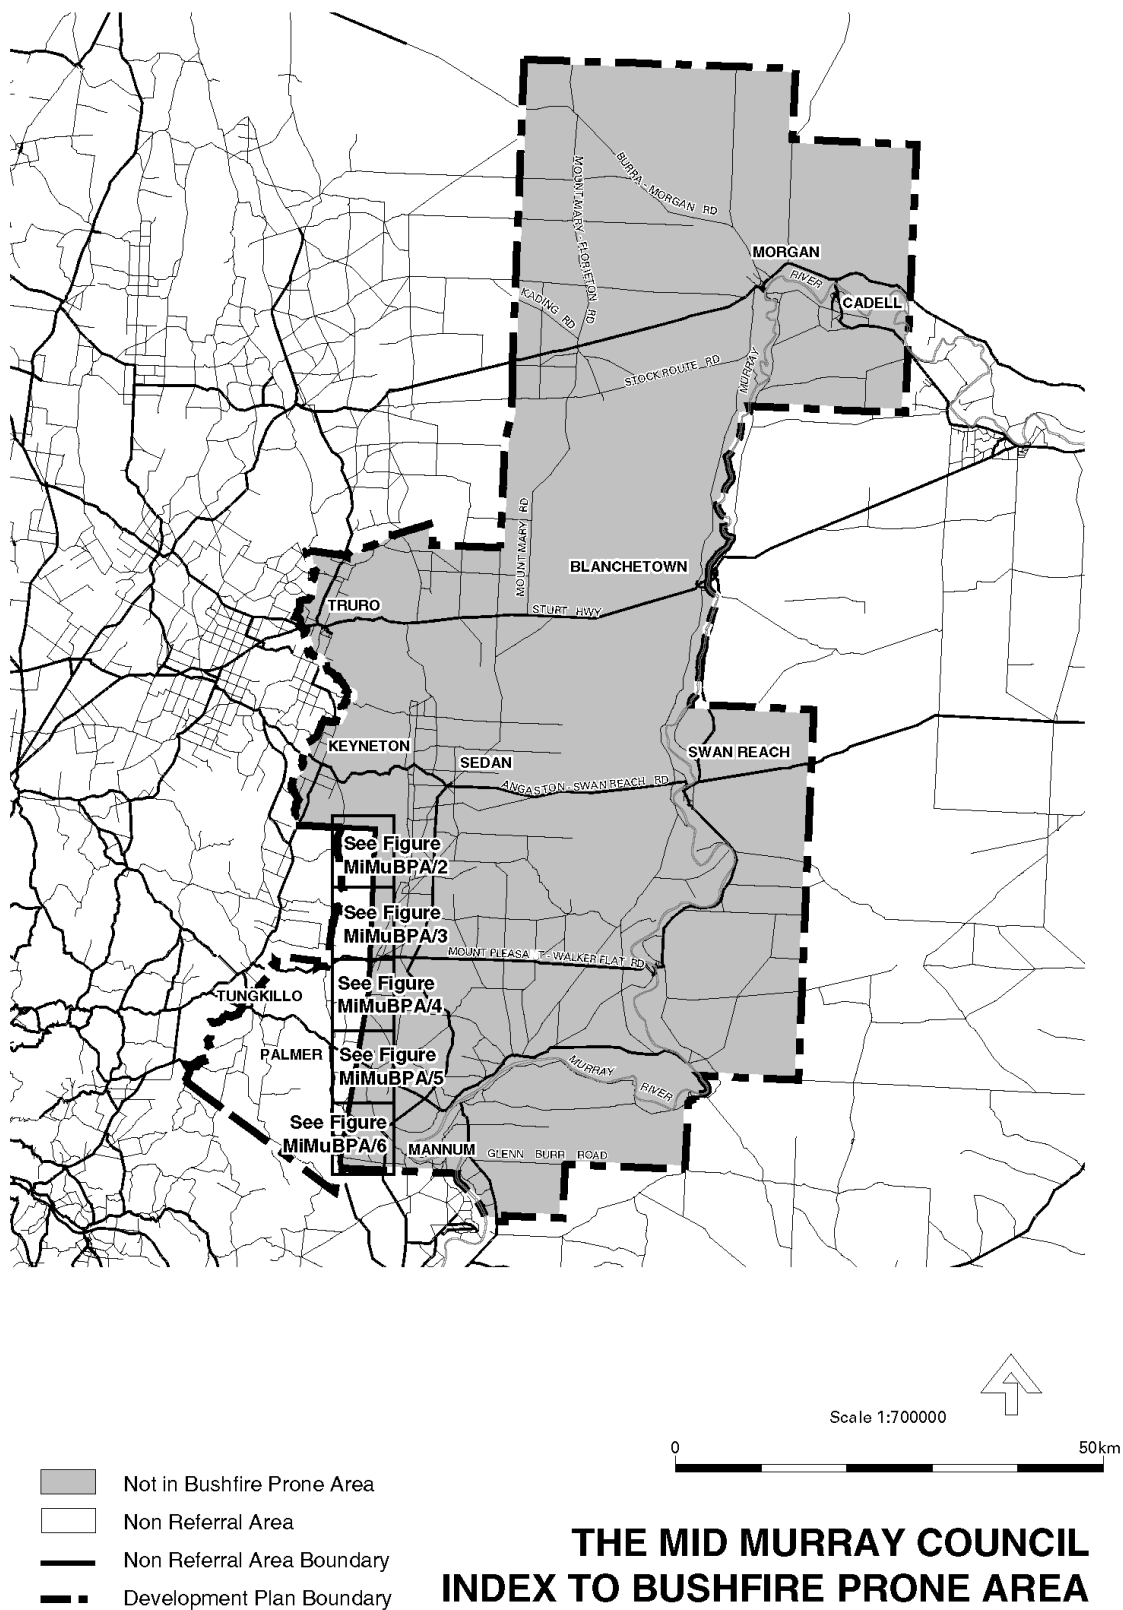 BURRA - MORGAN RD
MOUNT MARY - FLORIETON RD
MORGAN
RIVER
CADELL
KADING RD
STOCK ROUTE RD
MURRAY
MOUNT MARY RD
BLANCHETOWN
TRURO
STURT HWY
KEYNETON
SEDAN
SWAN REACH
ANGASTON - SWAN REACH RD
See Figure
MiMuBPA/2
See Figure
MiMuBPA/3
MOUNT PLEASA T - WALKER FLAT RD
See Figure
MiMuBPA/4
TUNGKILLO
PALMER
See Figure
MiMuBPA/5
MURRAY
RIVER
See Figure
MiMuBPA/6
MANNUM
GLENN BURR ROAD
Scale 1:700000
0 50km
Not in Bushfire Prone Area
Non Referral Area
Non Referral Area Boundary
Development Plan Boundary
THE MID MURRAY COUNCIL
INDEX TO BUSHFIRE PRONE AREA